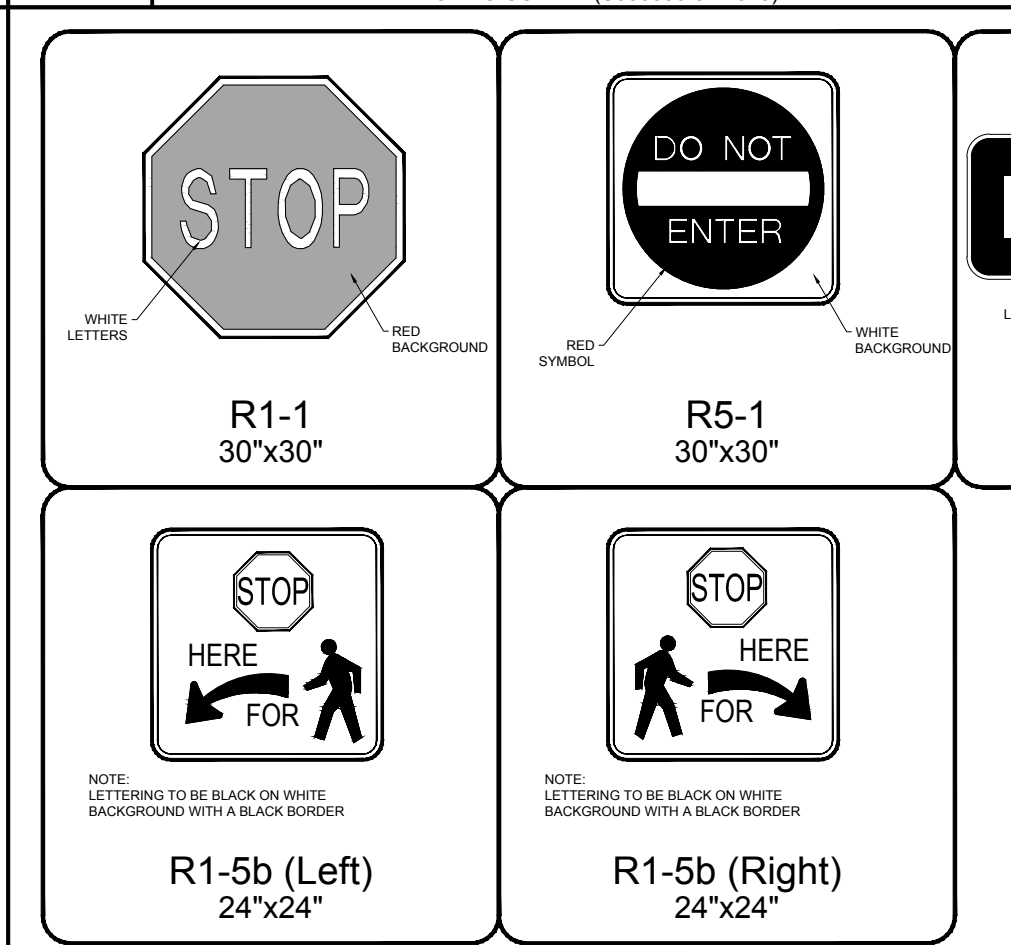 STOP
WHITE
LETTERS
RED
BACKGROUND
R1-1
30"x30"
DO NOT
ENTER
RED
SYMBOL
WHITE
BACKGROUND
R5-1
30"x30"
L
STOP
HERE
FOR
NOTE:
LETTERING TO BE BLACK ON WHITE
BACKGROUND WITH A BLACK BORDER
R1-5b (Left)
24"x24"
STOP
HERE
FOR
NOTE:
LETTERING TO BE BLACK ON WHITE
BACKGROUND WITH A BLACK BORDER
R1-5b (Right)
24"x24"